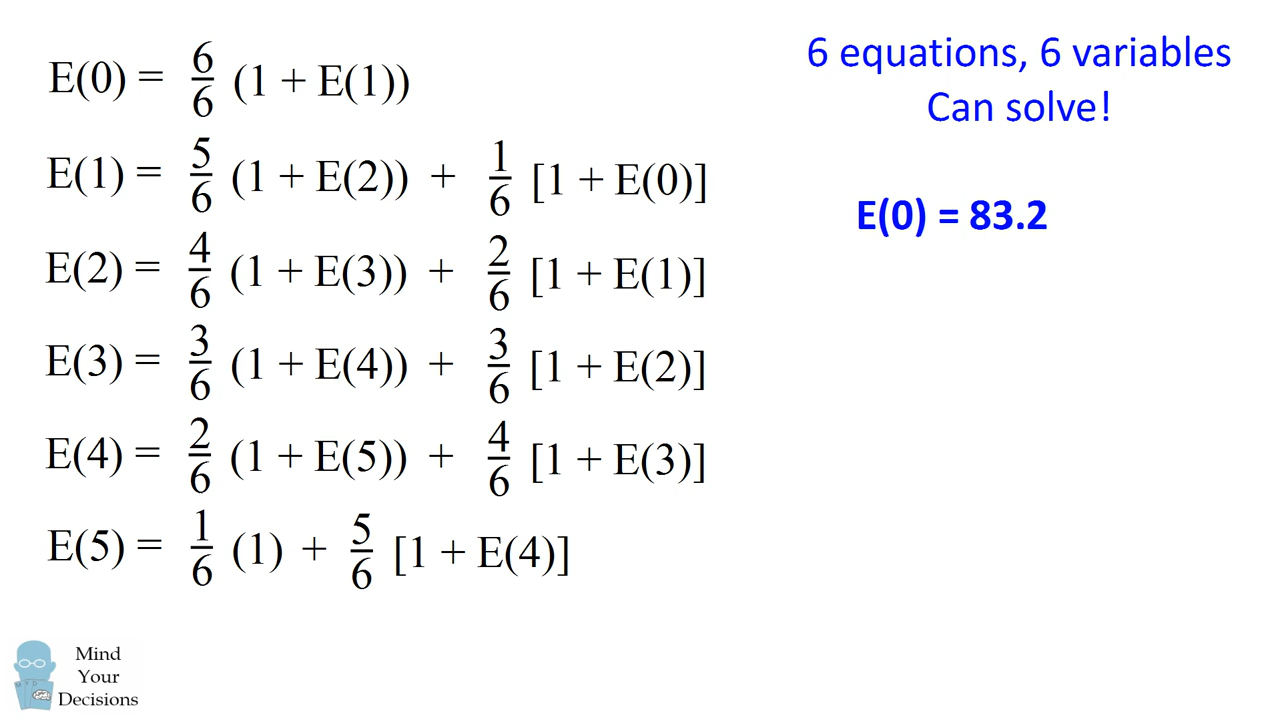 E(0) = 6/6 (1 + E(1))
E(1) = 5/6 (1 + E(2)) + 1/6 [1 + E(0)]
E(2) = 4/6 (1 + E(3)) + 2/6 [1 + E(1)]
E(3) = 3/6 (1 + E(4)) + 3/6 [1 + E(2)]
E(4) = 2/6 (1 + E(5)) + 4/6 [1 + E(3)]
E(5) = 1/6 (1) + 5/6 [1 + E(4)]
6 equations, 6 variables
Can solve!
E(0) = 83.2
Mind
Your
Decisions